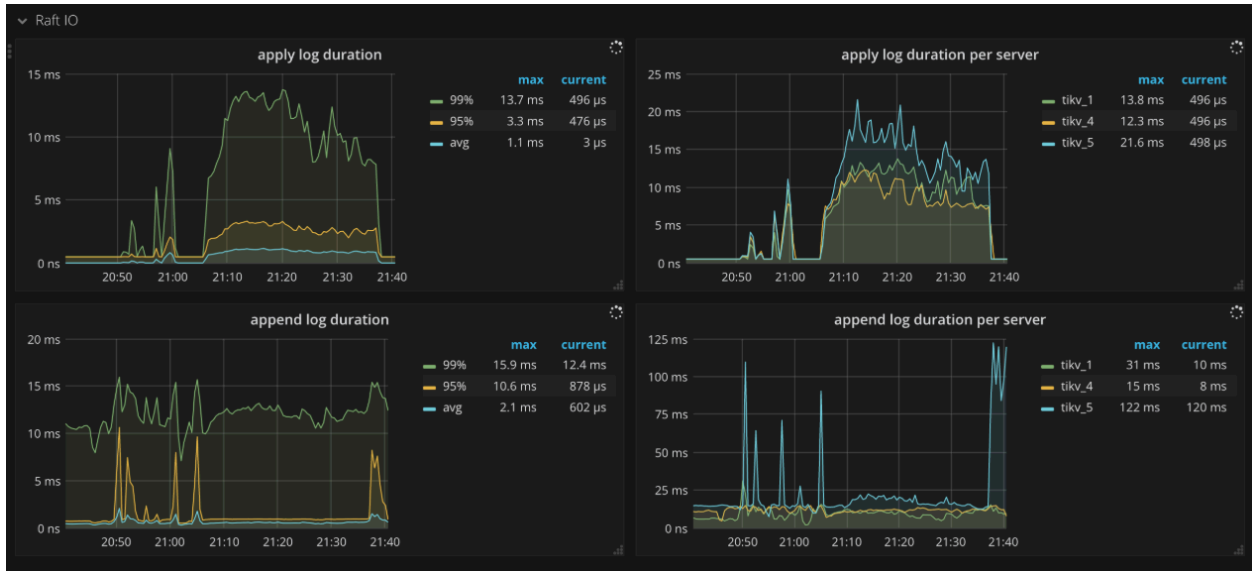 Raft IO
apply log duration
15 ms
10 ms
5 ms
0 ns
20:50 21:00 21:10 21:20 21:30 21:40
max current
99% 13.7 ms 496 µs
95% 3.3 ms 476 µs
avg 1.1 ms 3 µs
apply log duration per server
25 ms
20 ms
15 ms
10 ms
5 ms
0 ns
20:50 21:00 21:10 21:20 21:30 21:40
max current
tikv_1 13.8 ms 496 µs
tikv_4 12.3 ms 496 µs
tikv_5 21.6 ms 498 µs
append log duration
20 ms
15 ms
10 ms
5 ms
0 ns
20:50 21:00 21:10 21:20 21:30 21:40
max current
99% 15.9 ms 12.4 ms
95% 10.6 ms 878 µs
avg 2.1 ms 602 µs
append log duration per server
125 ms
100 ms
75 ms
50 ms
25 ms
0 ns
20:50 21:00 21:10 21:20 21:30 21:40
max current
tikv_1 31 ms 10 ms
tikv_4 15 ms 8 ms
tikv_5 122 ms 120 ms